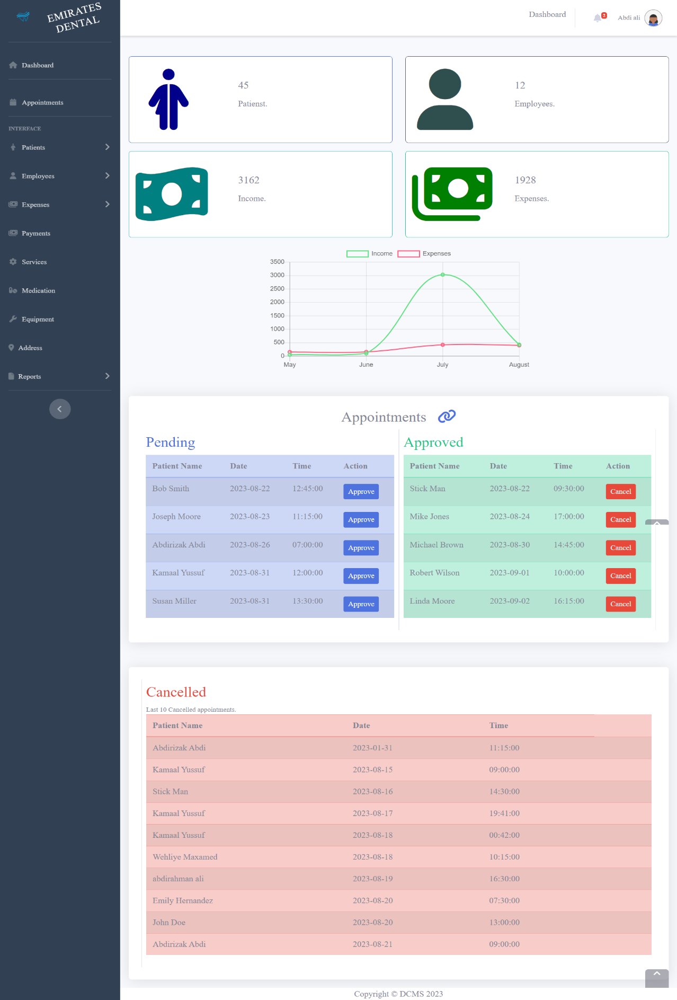 EMIRATES
DENTAL
Dashboard
Appointments
INTERFACE
Patients
Employees
Expenses
Payments
Services
Medication
Equipment
Address
Reports
Dashboard
2
Abdi ali
45
Patienst.
12
Employees.
3162
Income.
1928
Expenses.
Income Expenses
3500
3000
2500
2000
1500
1000
500
0
May June July August
Appointments
Pending
Patient Name Date Time Action
Bob Smith 2023-08-22 12:45:00 Approve
Joseph Moore 2023-08-23 11:15:00 Approve
Abdirizak Abdi 2023-08-26 07:00:00 Approve
Kamaal Yussuf 2023-08-31 12:00:00 Approve
Susan Miller 2023-08-31 13:30:00 Approve
Approved
Patient Name Date Time Action
Stick Man 2023-08-22 09:30:00 Cancel
Mike Jones 2023-08-24 17:00:00 Cancel
Michael Brown 2023-08-30 14:45:00 Cancel
Robert Wilson 2023-09-01 10:00:00 Cancel
Linda Moore 2023-09-02 16:15:00 Cancel
Cancelled
Last 10 Cancelled appointments.
Patient Name Date Time
Abdirizak Abdi 2023-01-31 11:15:00
Kamaal Yussuf 2023-08-15 09:00:00
Stick Man 2023-08-16 14:30:00
Kamaal Yussuf 2023-08-17 19:41:00
Kamaal Yussuf 2023-08-18 00:42:00
Wehliye Maxamed 2023-08-18 10:15:00
abdirahman ali 2023-08-19 16:30:00
Emily Hernandez 2023-08-20 07:30:00
John Doe 2023-08-20 13:00:00
Abdirizak Abdi 2023-08-21 09:00:00
Copyright © DCMS 2023